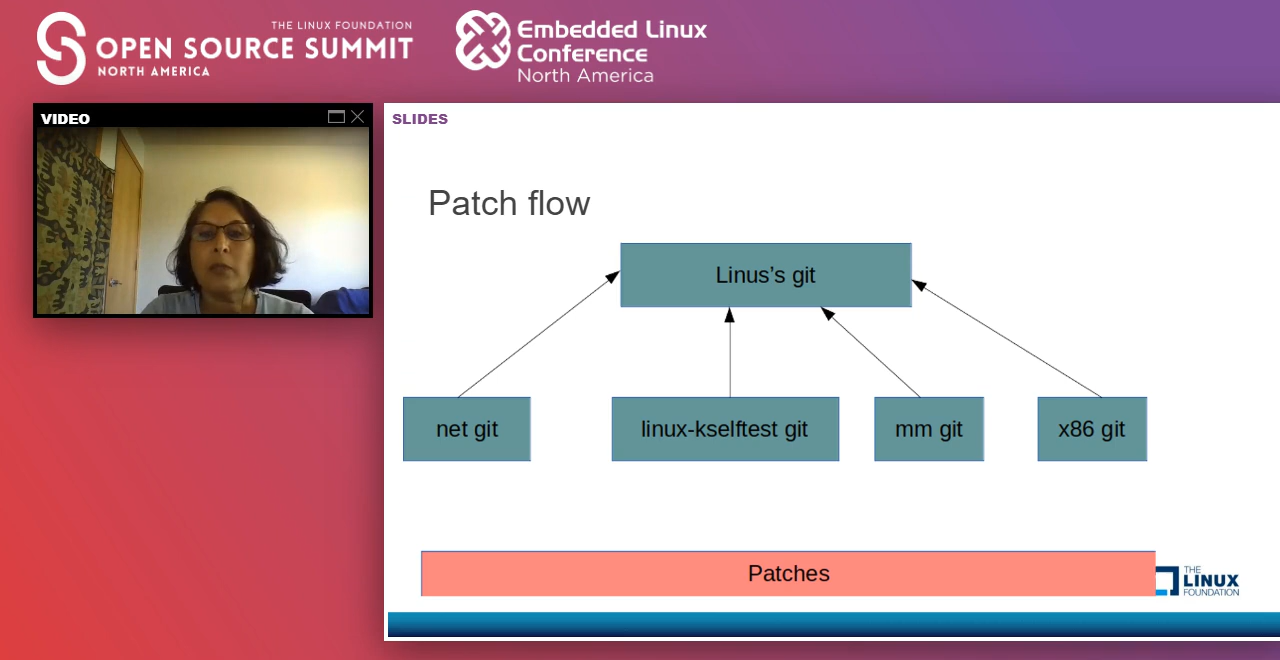 THE LINUX FOUNDATION
OPEN SOURCE SUMMIT
NORTH AMERICA
Embedded Linux
Conference
North America
VIDEO
SLIDES
Patch flow
Linus's git
net git
linux-kselftest git
mm git
x86 git
Patches
THE
LINUX
FOUNDATION